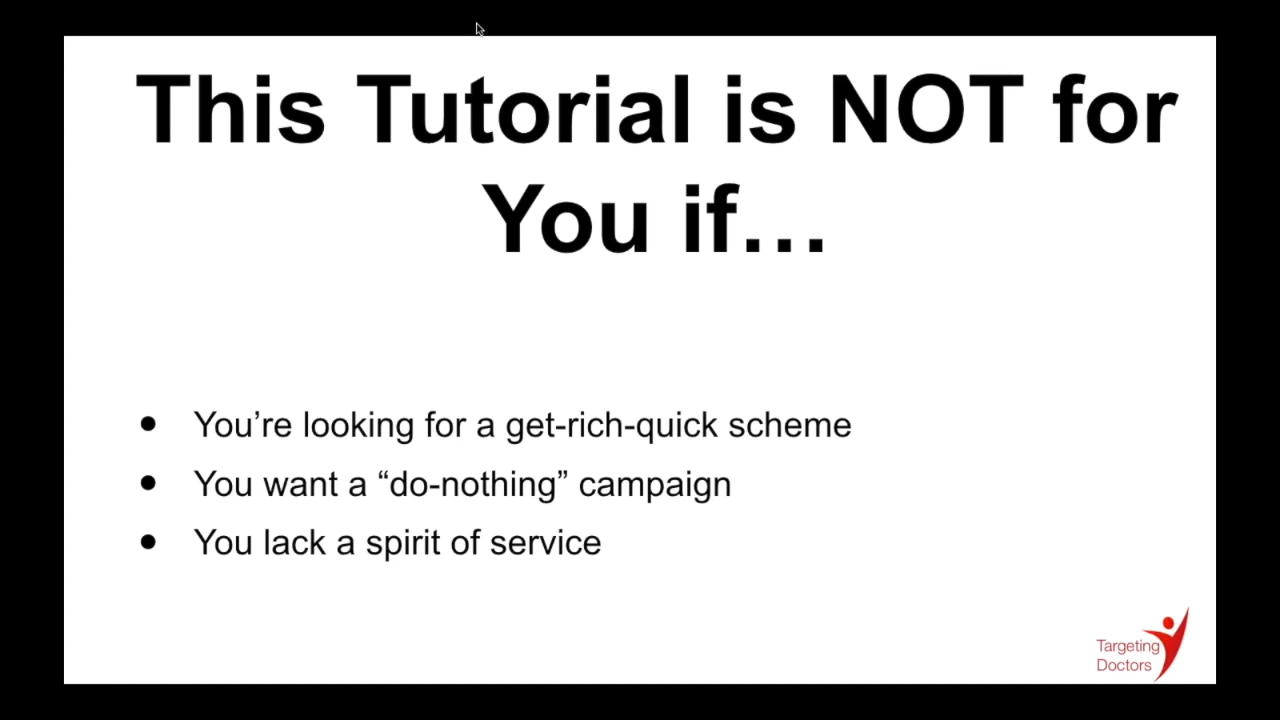 This Tutorial is NOT for
You if…
● You’re looking for a get-rich-quick scheme
● You want a “do-nothing” campaign
● You lack a spirit of service
Targeting
Doctors